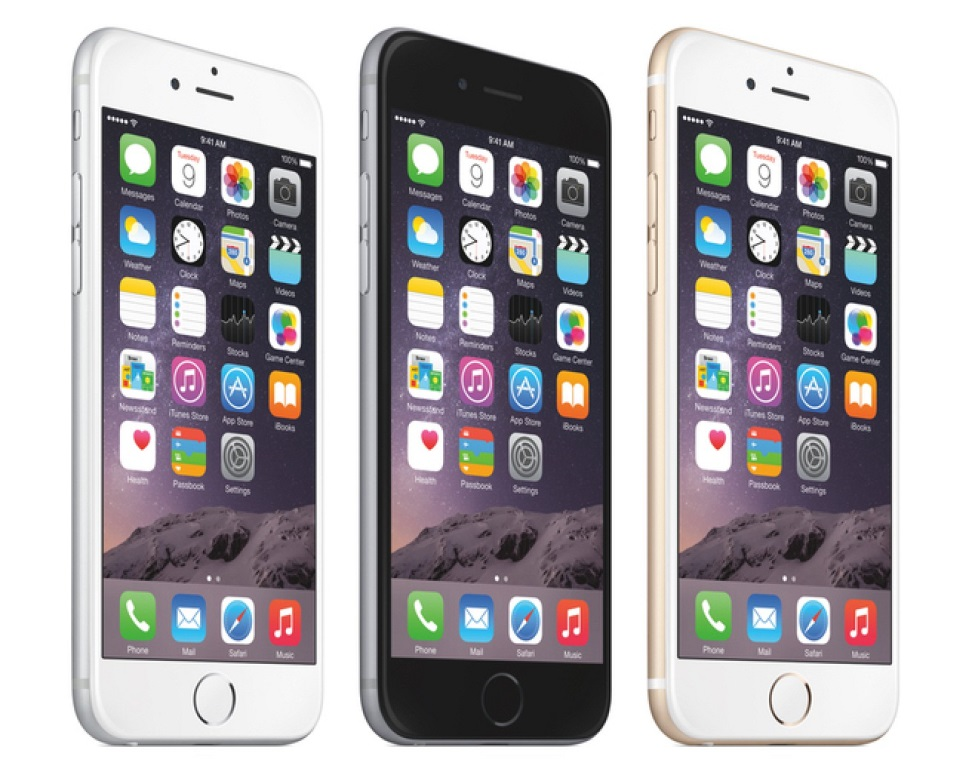 9:41 AM
100%
Messages
Tuesday
9
Calendar
Photos
Camera
Weather
Clock
280
Maps
Videos
Notes
Reminders
Stocks
Game Center
Newsstand
iTunes Store
App Store
iBooks
Health
Passbook
Settings
Phone
Mail
Safari
Music
9:41 AM
100%
Messages
Tuesday
9
Calendar
Photos
Camera
Weather
Clock
280
Maps
Videos
Notes
Reminders
Stocks
Game Center
Newsstand
iTunes Store
App Store
iBooks
Health
Passbook
Settings
Phone
Mail
Safari
Music
9:41 AM
100%
Messages
Tuesday
9
Calendar
Photos
Camera
Weather
Clock
280
Maps
Videos
Notes
Reminders
Stocks
Game Center
Newsstand
iTunes Store
App Store
iBooks
Health
Passbook
Settings
Phone
Mail
Safari
Music